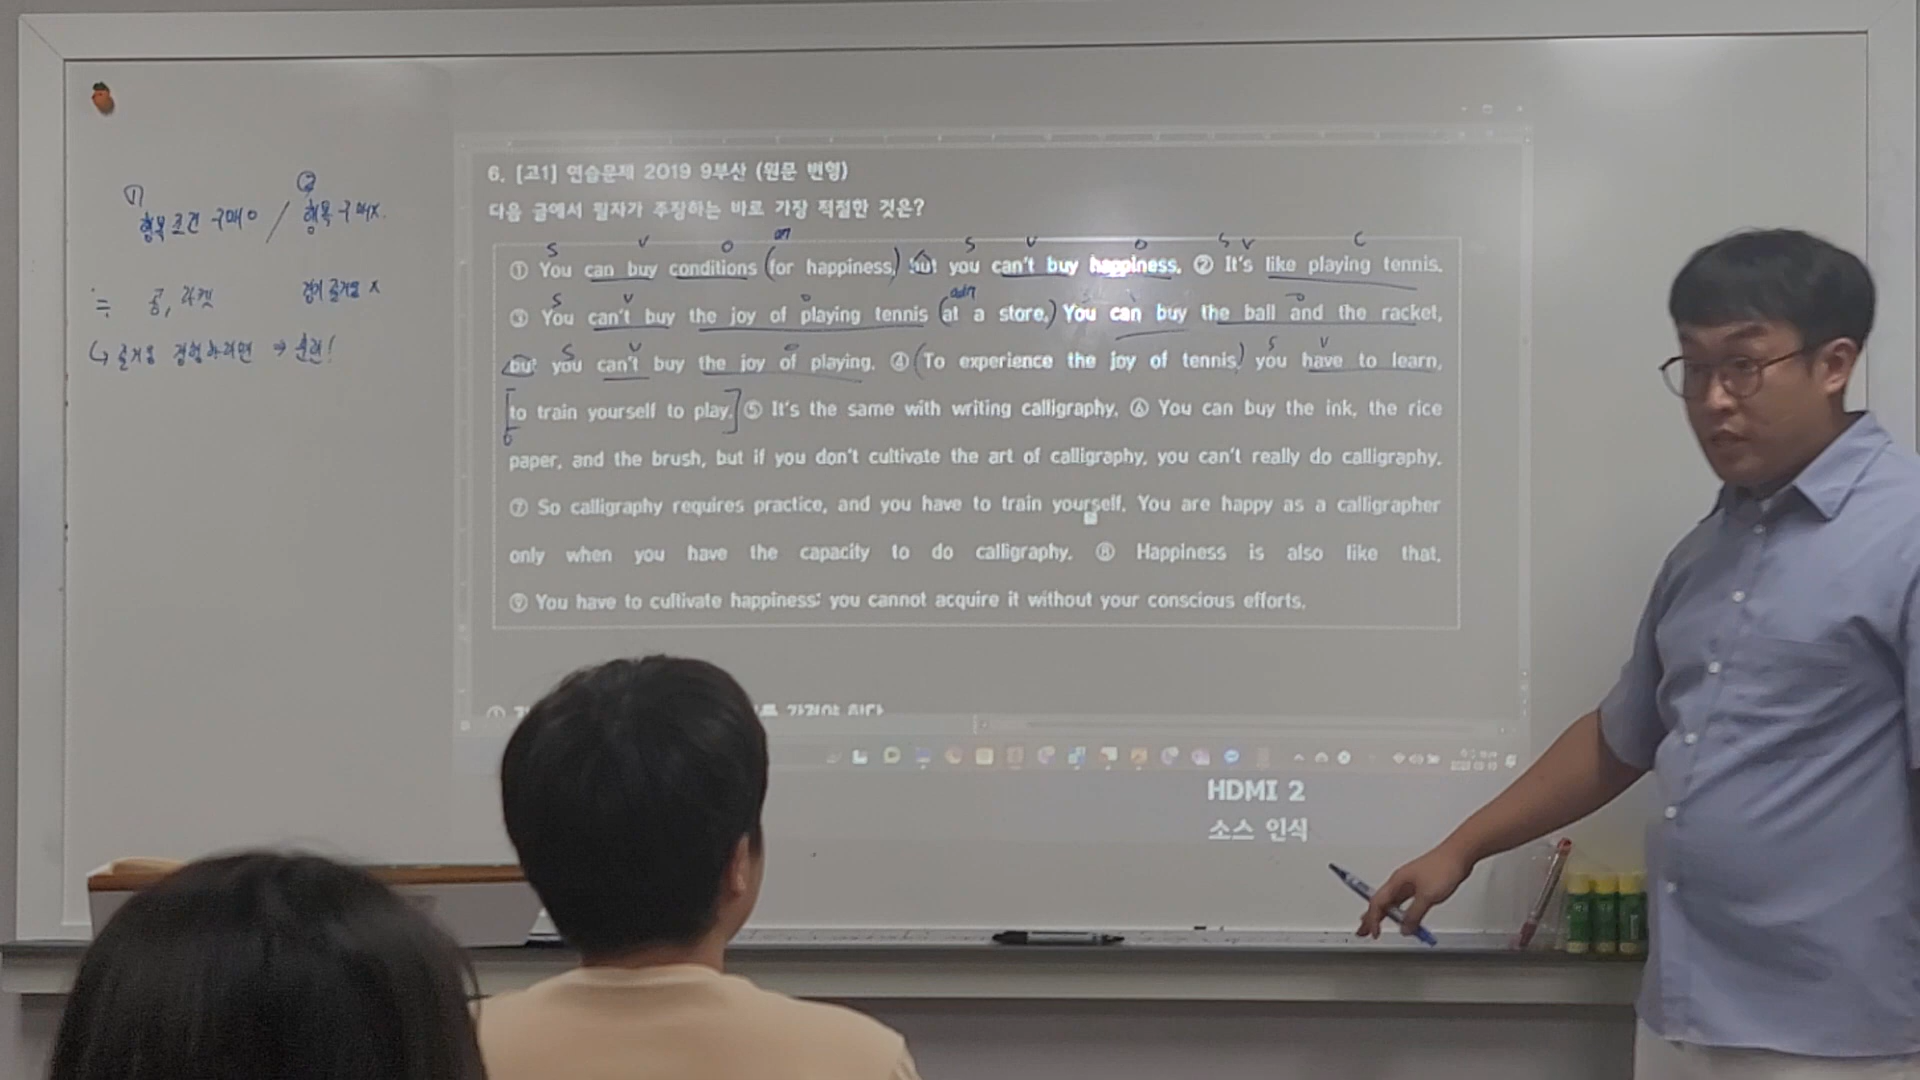 ①
행복 조건 구매 O / ② 행복 구매 X.
= 공, 라켓 경기 즐거움 X
↳ 즐거움 경험하려면 ⇒ 훈련!
6. [고1] 연습문제 2019 9부산 (원문 변형)
다음 글에서 필자가 주장하는 바로 가장 적절한 것은?
S V O S V O S V C
① You can buy conditions (for happiness,) but you can't buy happiness. ② It's like playing tennis.
S V O
③ You can't buy the joy of playing tennis (at a store.) You can buy the ball and the racket,
S V O S V
but you can't buy the joy of playing. ④ (To experience the joy of tennis,) you have to learn,
[to train yourself to play.] ⑤ It's the same with writing calligraphy. ⑥ You can buy the ink, the rice
paper, and the brush, but if you don't cultivate the art of calligraphy, you can't really do calligraphy.
⑦ So calligraphy requires practice, and you have to train yourself. You are happy as a calligrapher
only when you have the capacity to do calligraphy. ⑧ Happiness is also like that.
⑨ You have to cultivate happiness; you cannot acquire it without your conscious efforts.
HDMI 2
소스 인식